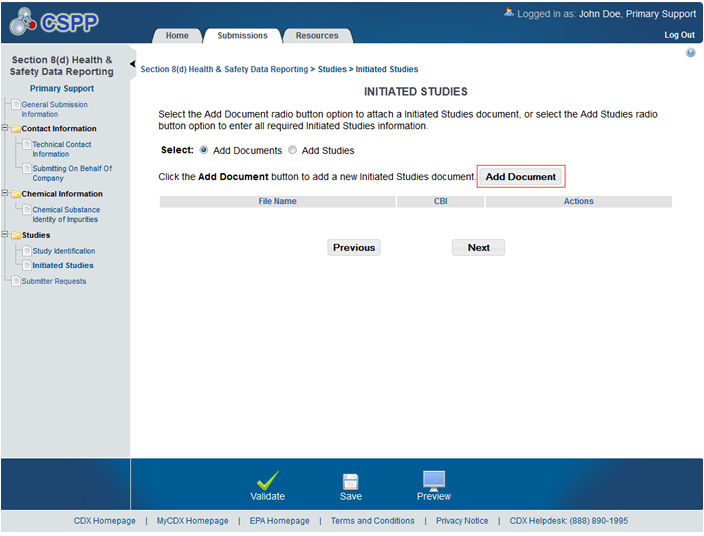 CSPP
Logged in as: John Doe, Primary Support
Home
Submissions
Resources
Log Out
Section 8(d) Health &
Safety Data Reporting
Primary Support
General Submission
Information
Contact Information
Technical Contact
Information
Submitting On Behalf Of
Company
Chemical Information
Chemical Substance
Identity of Impurities
Studies
Study Identification
Initiated Studies
Submitter Requests
Section 8(d) Health & Safety Data Reporting > Studies > Initiated Studies
INITIATED STUDIES
Select the Add Document radio button option to attach a Initiated Studies document, or select the Add Studies radio
button option to enter all required Initiated Studies information.
Select: Add Documents Add Studies
Click the Add Document button to add a new Initiated Studies document. Add Document
File Name CBI Actions
Previous Next
Validate Save Preview
CDX Homepage | MyCDX Homepage | EPA Homepage | Terms and Conditions | Privacy Notice | CDX Helpdesk: (888) 890-1995